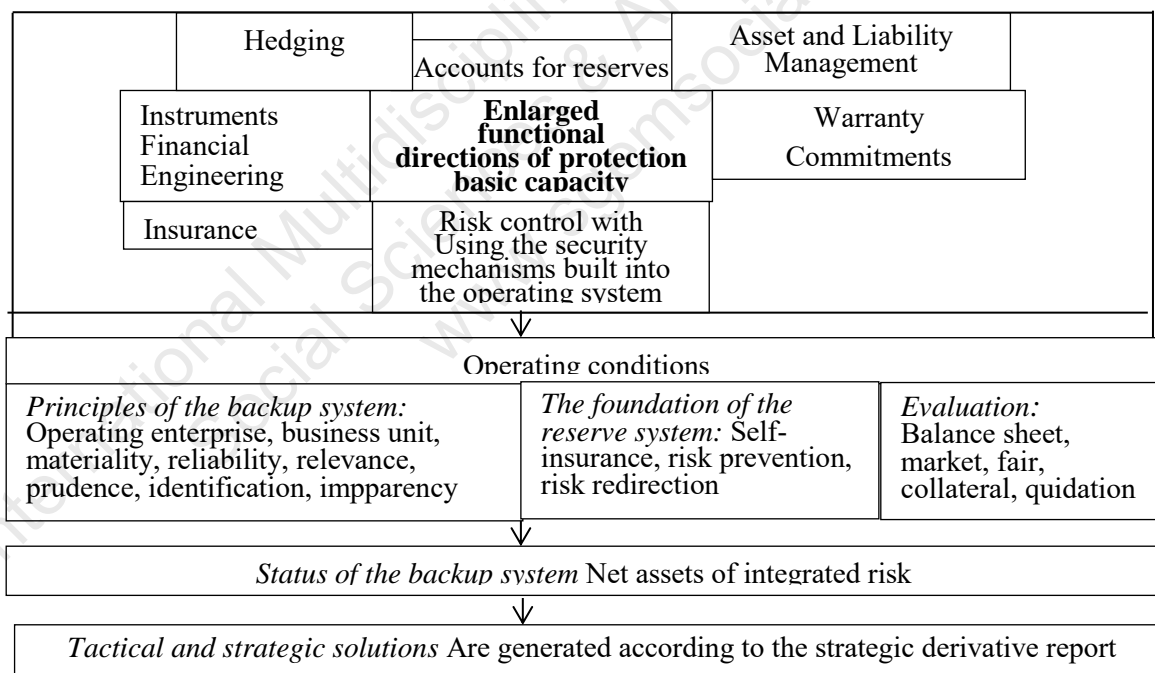 Hedging
Accounts for reserves
Asset and Liability
Management
Instruments
Financial
Engineering
Enlarged
functional
directions of protection
basic capacity
Warranty
Commitments
Insurance
Risk control with
Using the security
mechanisms built into
the operating system
Operating conditions
Principles of the backup system:
Operating enterprise, business unit,
materiality, reliability, relevance,
prudence, identification, impparency
The foundation of the
reserve system: Self-
insurance, risk prevention,
risk redirection
Evaluation:
Balance sheet,
market, fair,
collateral, quidation
Status of the backup system Net assets of integrated risk
Tactical and strategic solutions Are generated according to the strategic derivative report